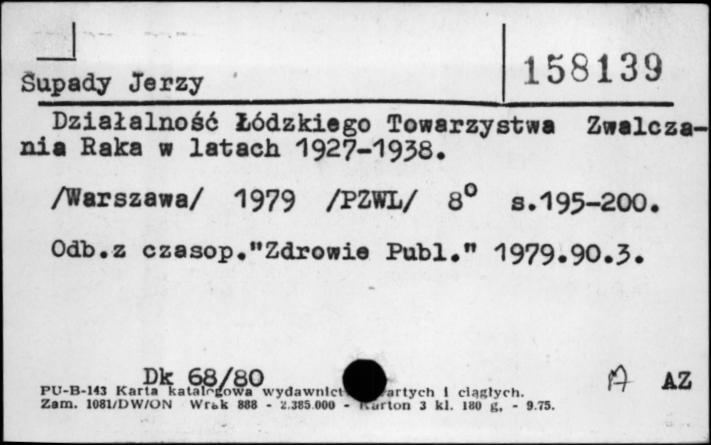 158139
Supady Jerzy
Działalność Łódzkiego Towarzystwa Zwalcza-
nia Raka w latach 1927-1938.
/Warszawa/ 1979 /PZWL/ 8° s.195-200.
Odb.z czasop."Zdrowie Publ." 1979.90.3.
Dk 68/80 A AZ
PU-B-143 Karta katalogowa wydawnict artych i ciągłych.
Zam. 1081/DW/ON Wrsk 888 - 2.385.000 - Karton 3 kl. 180 g, - 9.75.